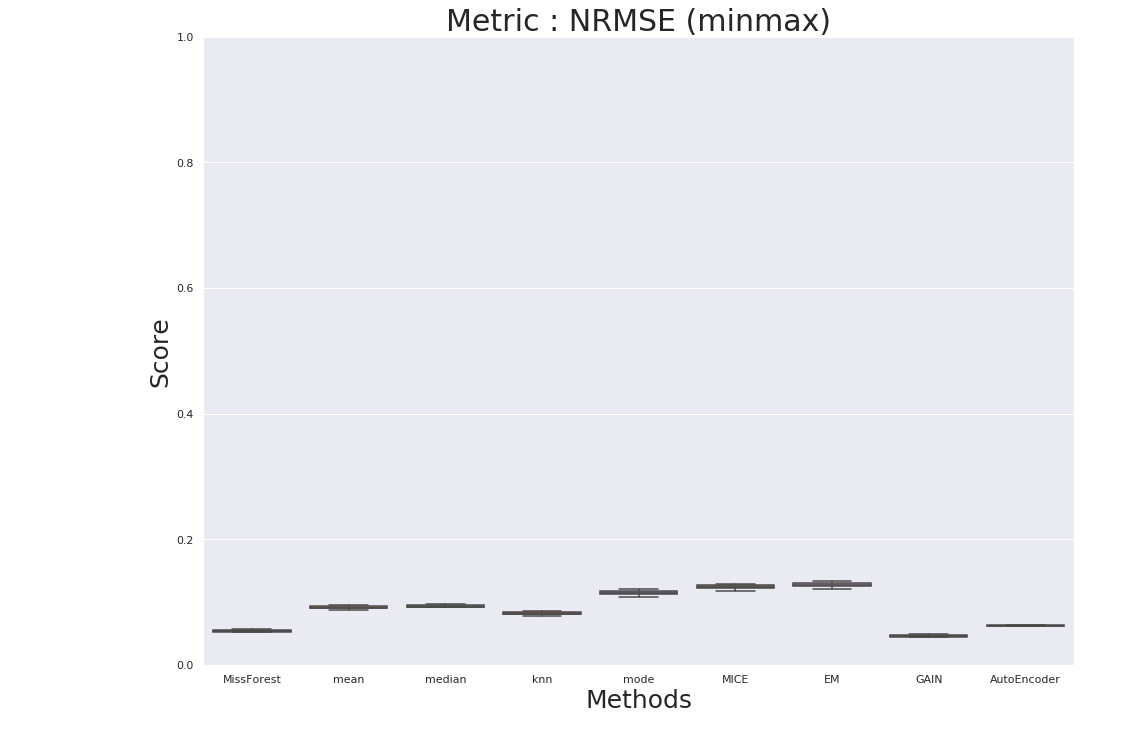 Metric : NRMSE (minmax)
1.0
0.8
0.6
0.4
0.2
0.0
Score
MissForest mean median knn mode MICE EM GAIN AutoEncoder
Methods